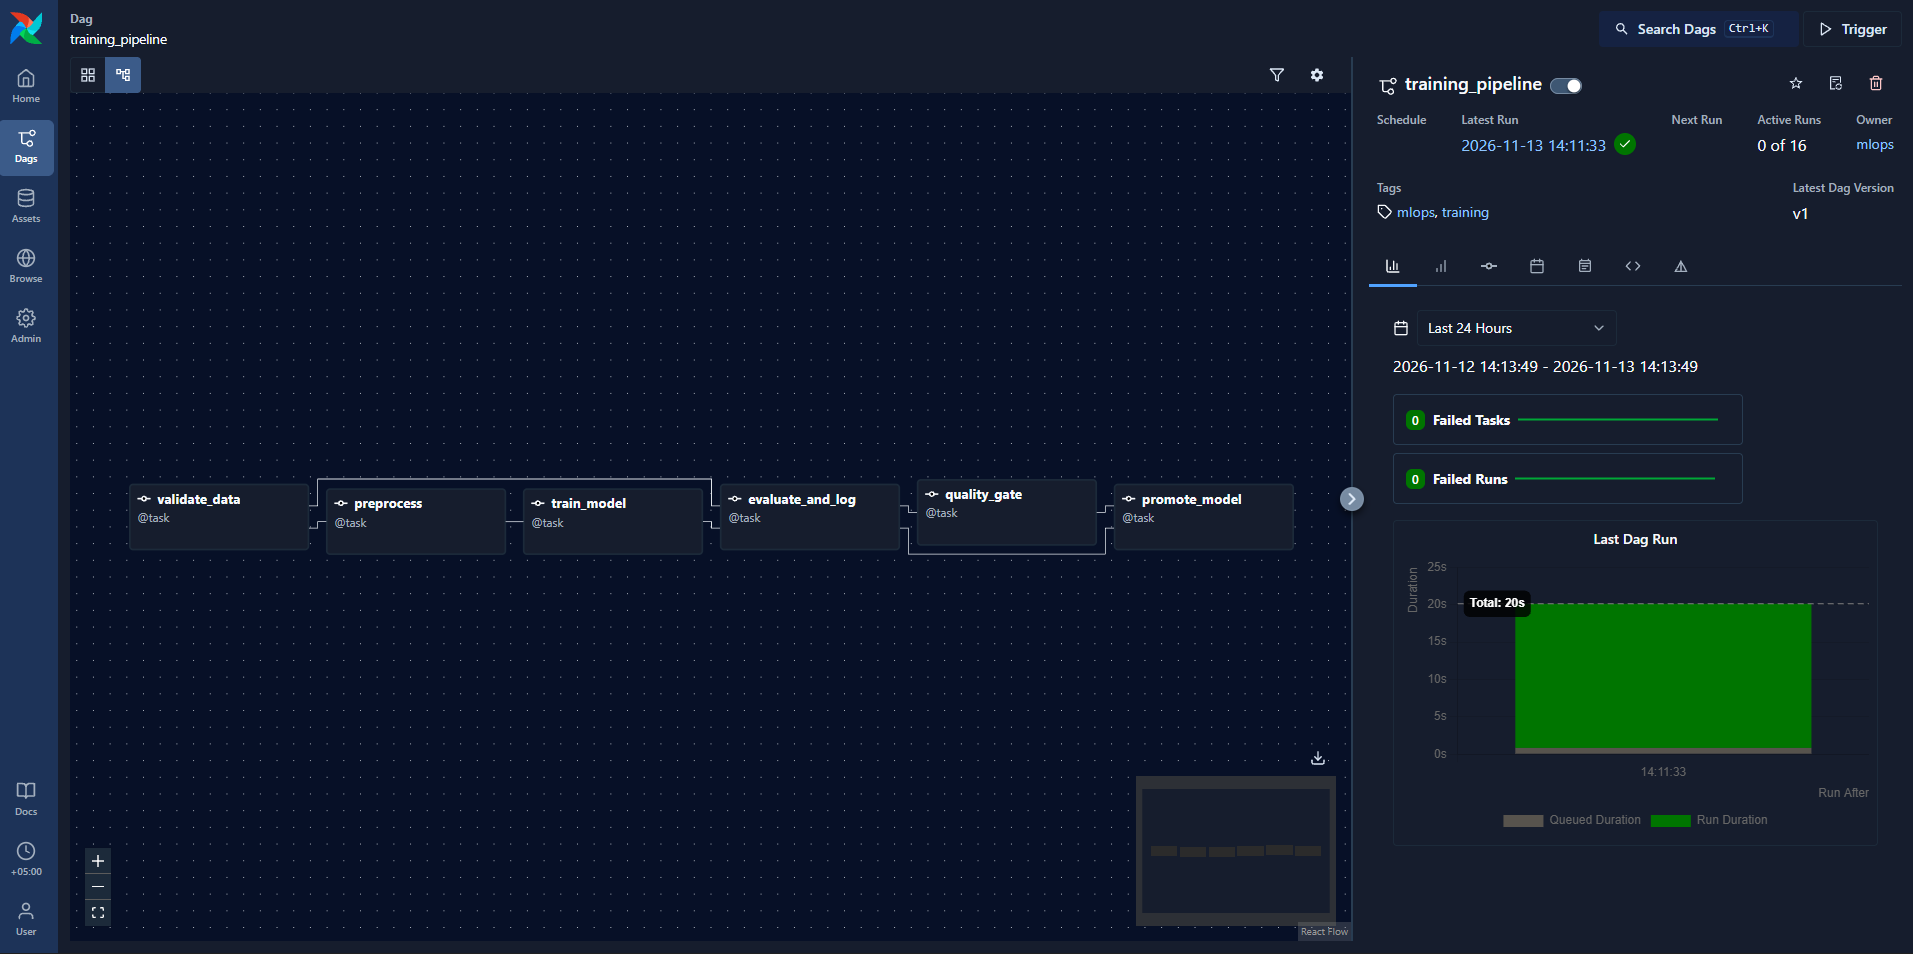 Dag
training_pipeline
Search Dags Ctrl+K
Trigger
Home
Dags
Assets
Browse
Admin
Docs
+05:00
User
validate_data
@task
preprocess
@task
train_model
@task
evaluate_and_log
@task
quality_gate
@task
promote_model
@task
React Flow
training_pipeline
Schedule
Latest Run
2026-11-13 14:11:33
Next Run
Active Runs
0 of 16
Owner
mlops
Tags
mlops, training
Latest Dag Version
v1
Last 24 Hours
2026-11-12 14:13:49 - 2026-11-13 14:13:49
0 Failed Tasks
0 Failed Runs
Last Dag Run
Duration
25s
20s
15s
10s
5s
0s
Total: 20s
14:11:33
Run After
Queued Duration
Run Duration